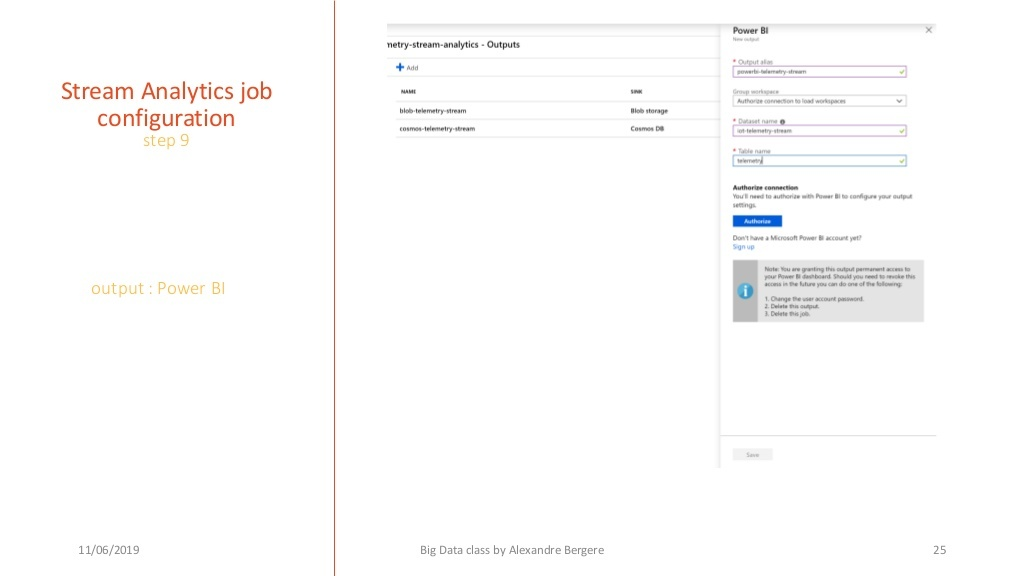 Stream Analytics job
configuration
step 9
output : Power BI
metry-stream-analytics - Outputs
Add
NAME SINK
blob-telemetry-stream Blob storage
cosmos-telemetry-stream Cosmos DB
Power BI
New output
* Output alias
powerbi-telemetry-stream
Group workspace
Authorize connection to load workspaces
* Dataset name
iot-telemetry-stream
* Table name
telemetry
Authorize connection
You'll need to authorize with Power BI to configure your output
settings.
Authorize
Don't have a Microsoft Power BI account yet?
Sign up
Note: You are granting this output permanent access to
your Power BI dashboard. Should you need to revoke this
access in the future you can do one of the following:
1. Change the user account password.
2. Delete this output.
3. Delete this job.
Save
11/06/2019 Big Data class by Alexandre Bergere 25